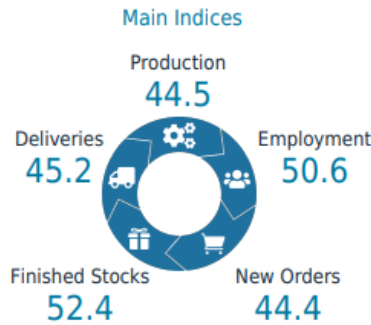 Main Indices
Production
44.5
Deliveries
45.2
Employment
50.6
Finished Stocks
52.4
New Orders
44.4